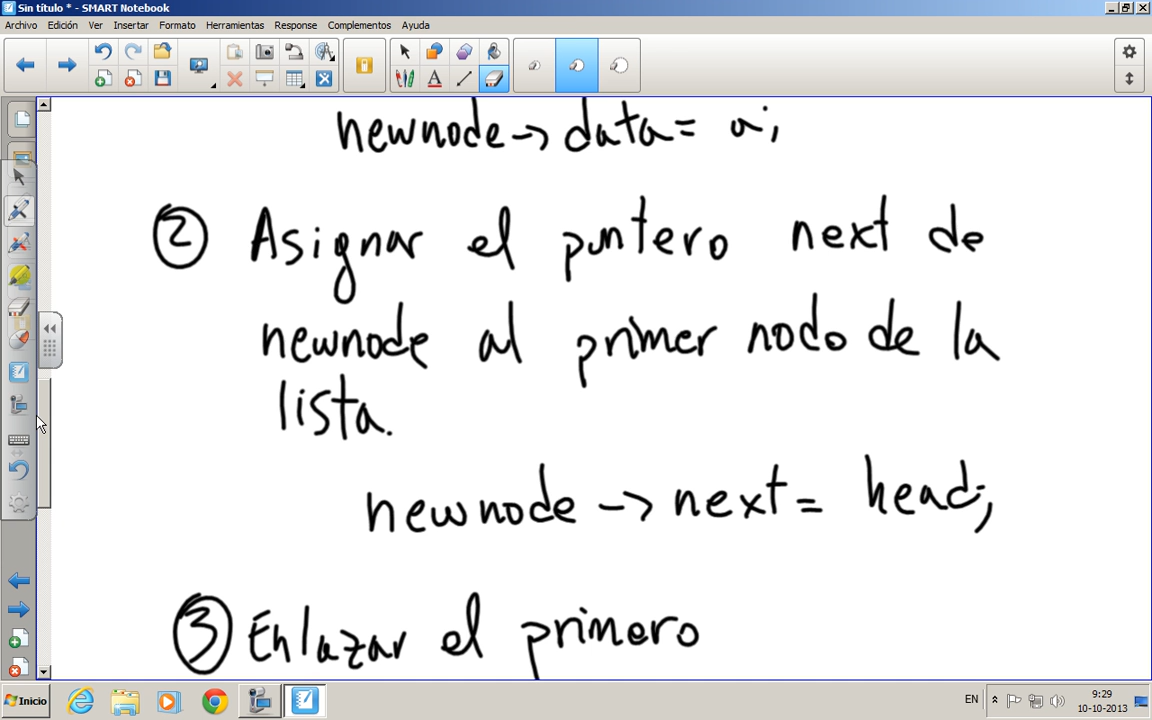 Sin título * - SMART Notebook
Archivo Edición Ver Insertar Formato Herramientas Response Complementos Ayuda
newnode -> data = a;
② Asignar el puntero next de
newnode al primer nodo de la
lista.
newnode -> next = head;
③ Enlazar el primero
Inicio
EN
9:29
10-10-2013